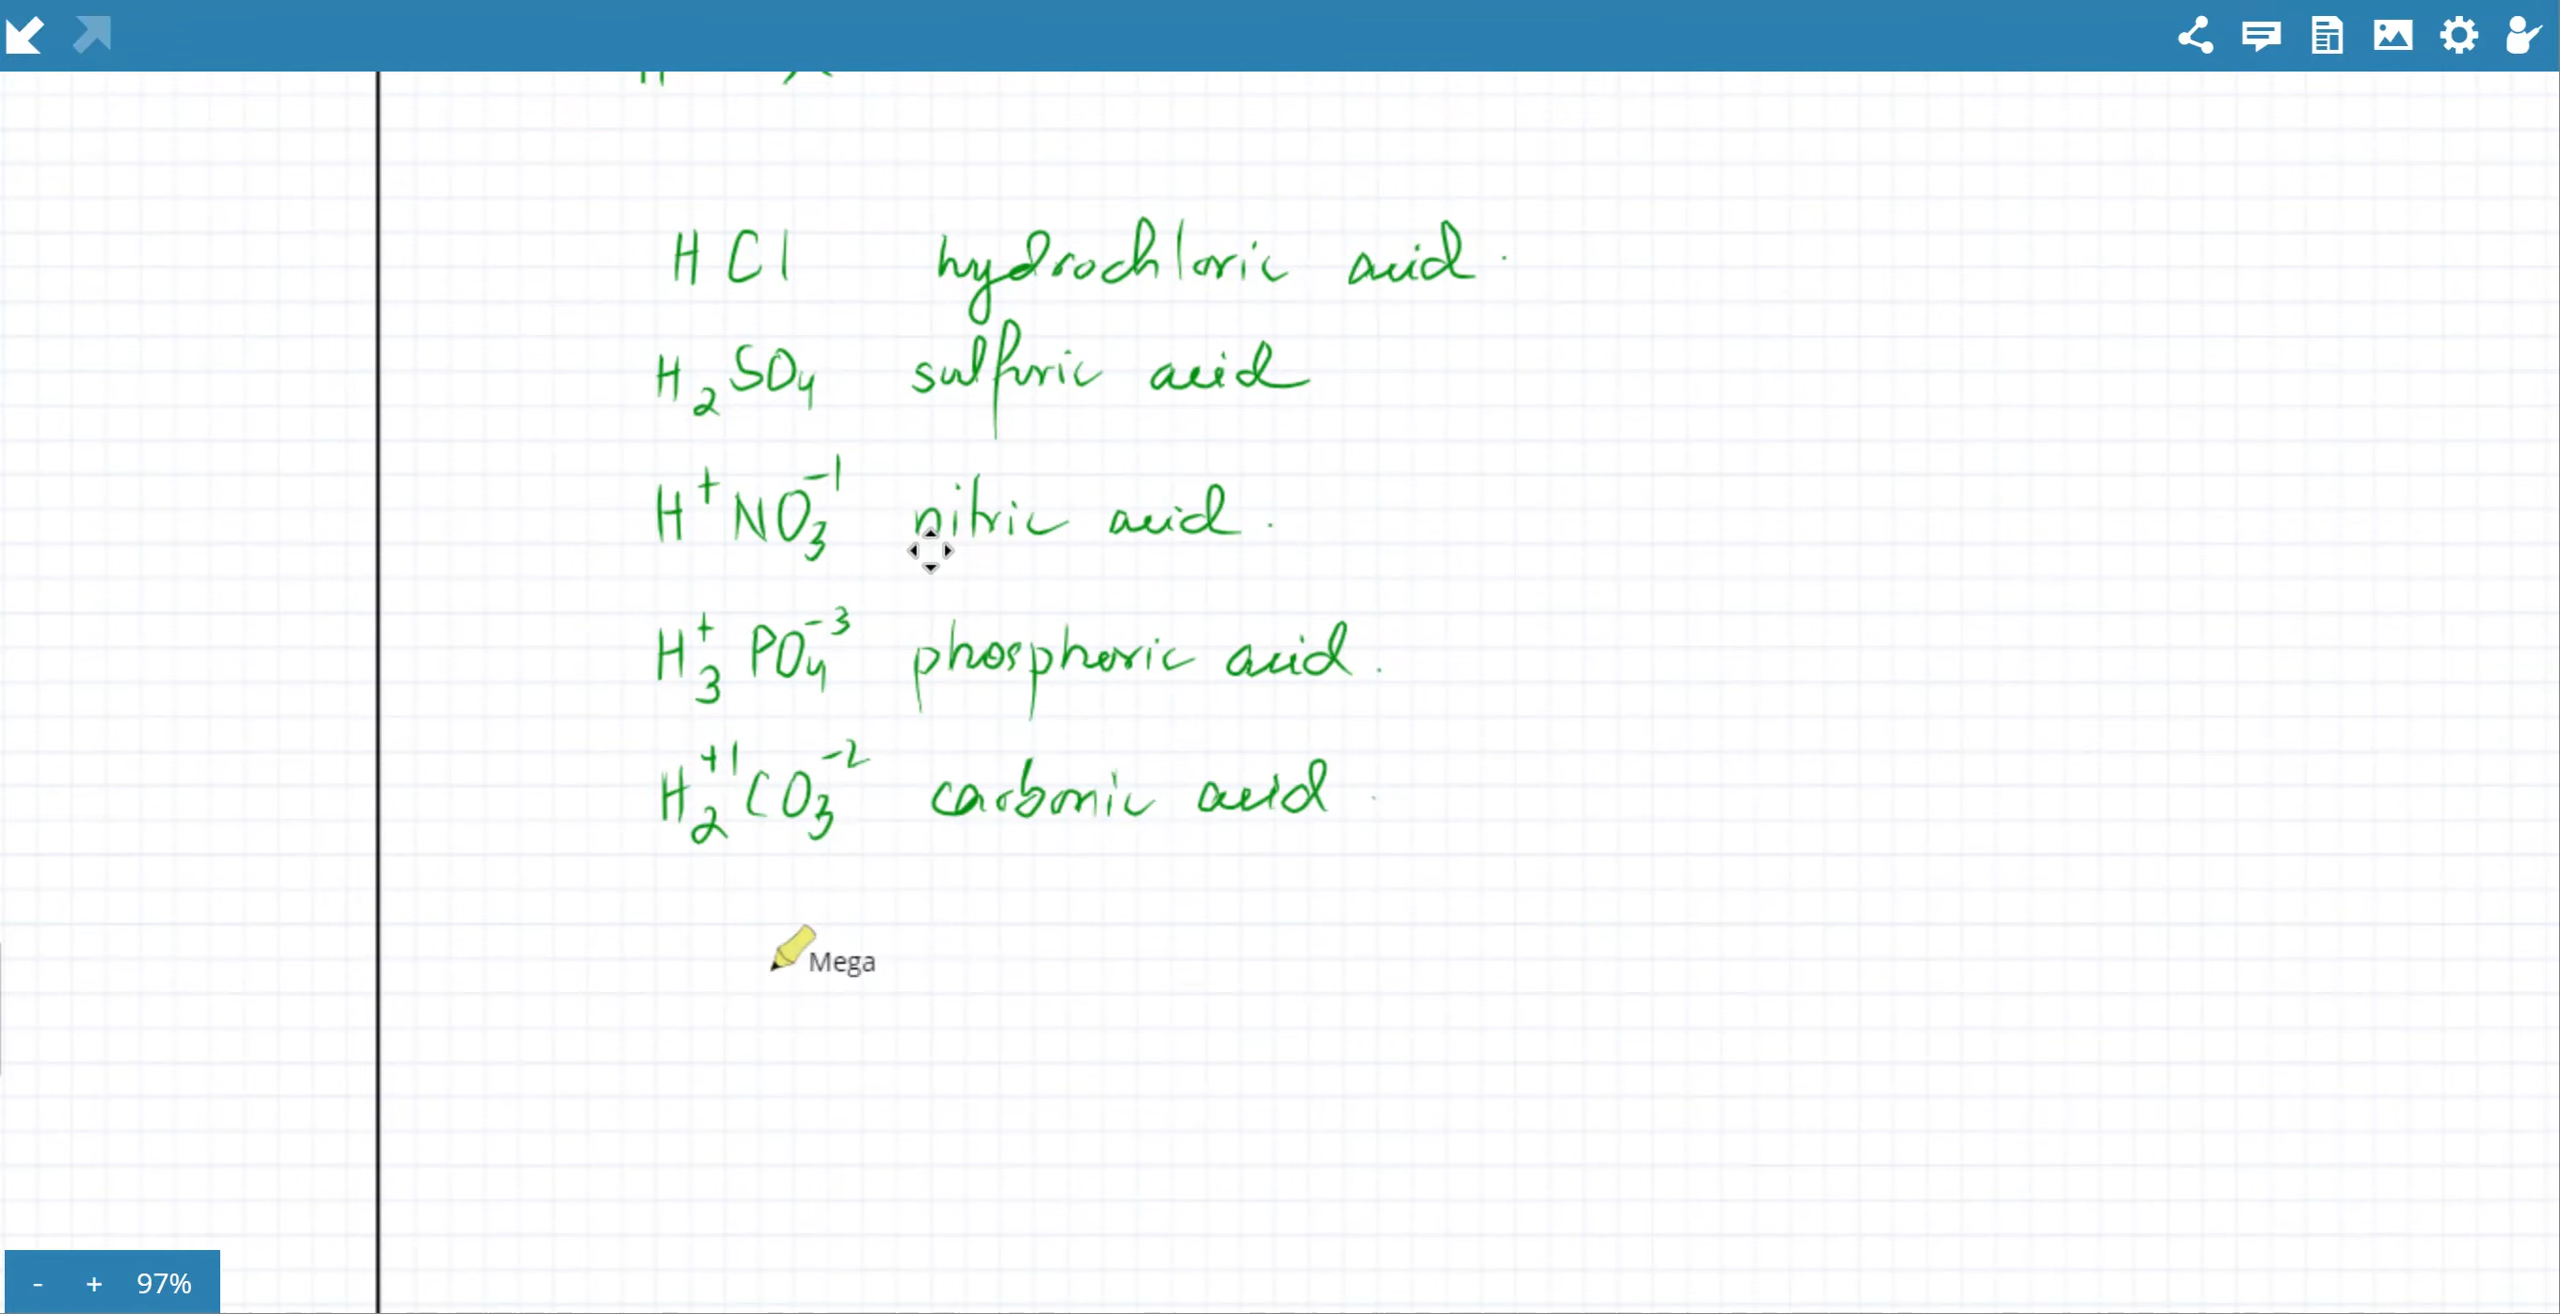 HCl hydrochloric acid.
H₂SO₄ sulfuric acid
H⁺NO₃⁻¹ nitric acid.
H₃⁺PO₄⁻³ phosphoric acid.
H₂⁺¹CO₃⁻² carbonic acid.
Mega
- + 97%